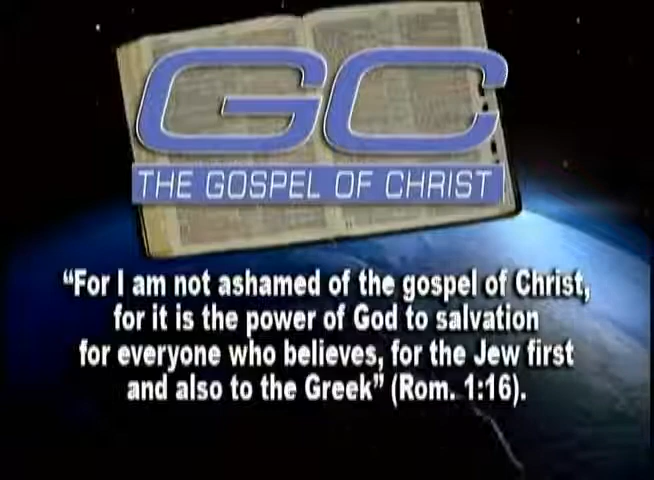 GC
THE GOSPEL OF CHRIST
“For I am not ashamed of the gospel of Christ,
for it is the power of God to salvation
for everyone who believes, for the Jew first
and also to the Greek” (Rom. 1:16).